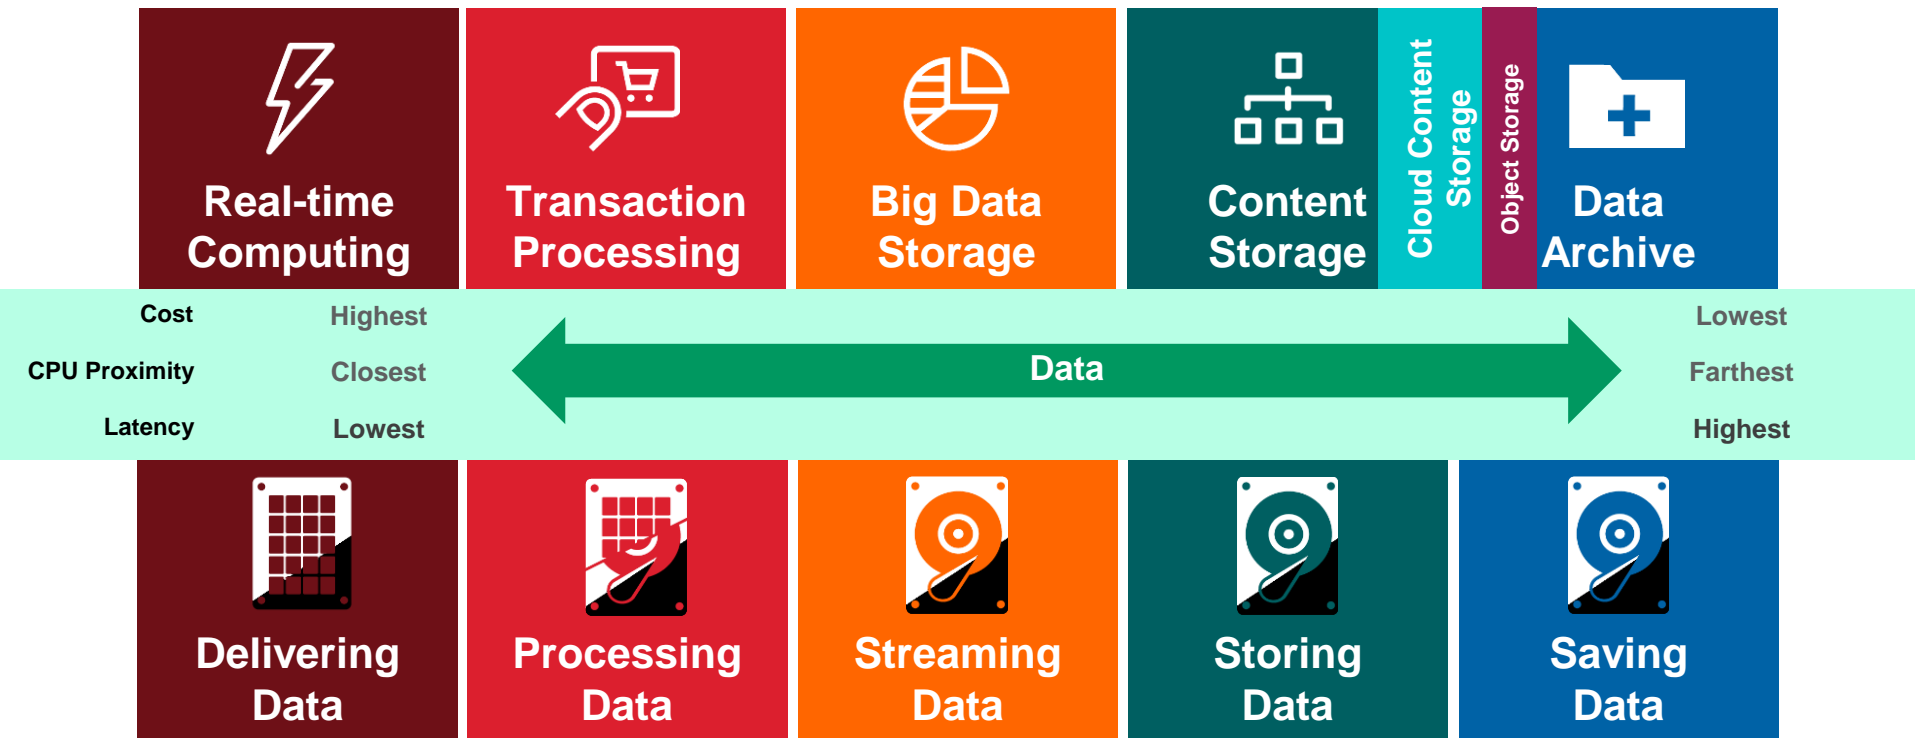 Real-time
Computing
Transaction
Processing
Big Data
Storage
Content
Storage
Cloud Content
Storage
Object Storage
Data
Archive
Cost
Highest
Lowest
CPU Proximity
Closest
Data
Farthest
Latency
Lowest
Highest
Delivering
Data
Processing
Data
Streaming
Data
Storing
Data
Saving
Data